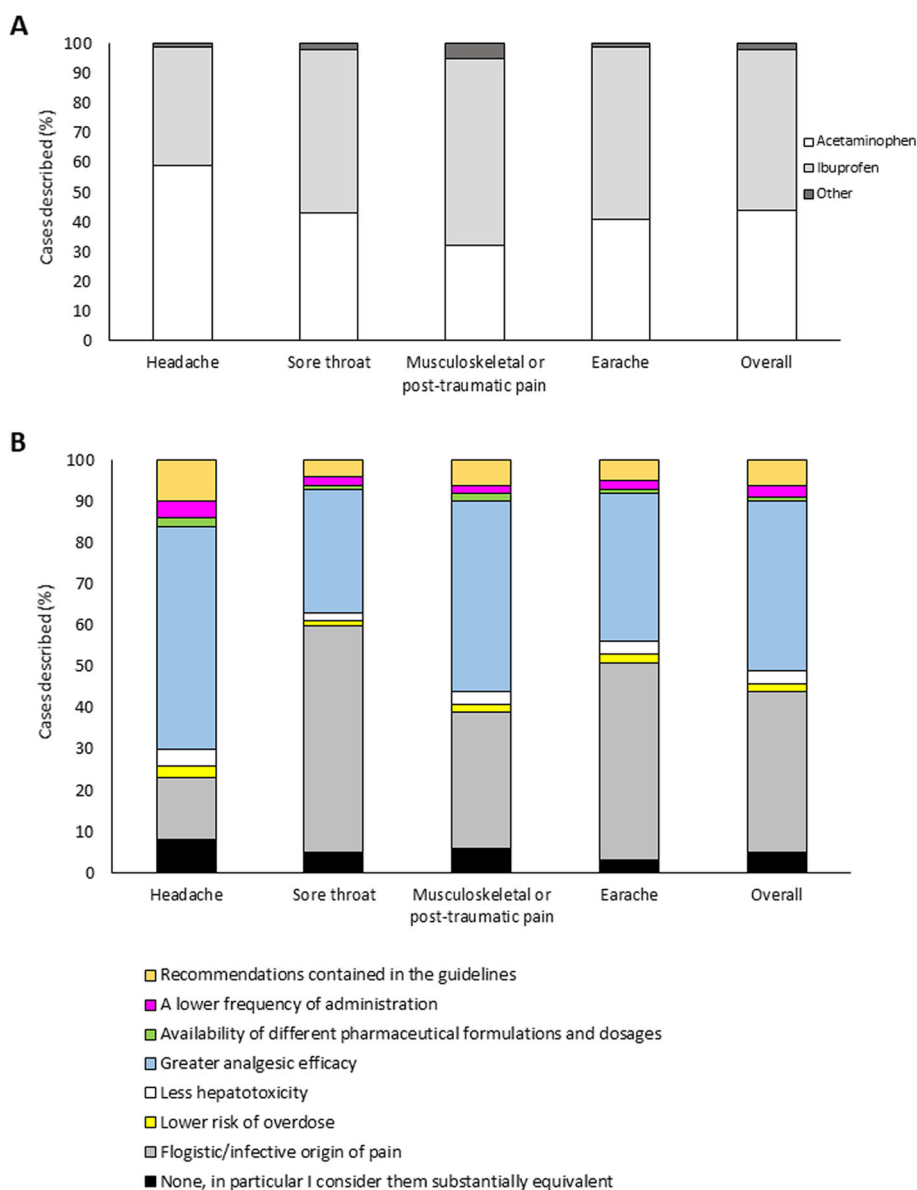 A
100
90
80
70
60
50
40
30
20
10
0
Cases described (%)
Headache
Sore throat
Musculoskeletal or
post-traumatic pain
Earache
Overall
Acetaminophen
Ibuprofen
Other
B
100
90
80
70
60
50
40
30
20
10
0
Cases described (%)
Headache
Sore throat
Musculoskeletal or
post-traumatic pain
Earache
Overall
Recommendations contained in the guidelines
A lower frequency of administration
Availability of different pharmaceutical formulations and dosages
Greater analgesic efficacy
Less hepatotoxicity
Lower risk of overdose
Flogistic/infective origin of pain
None, in particular I consider them substantially equivalent